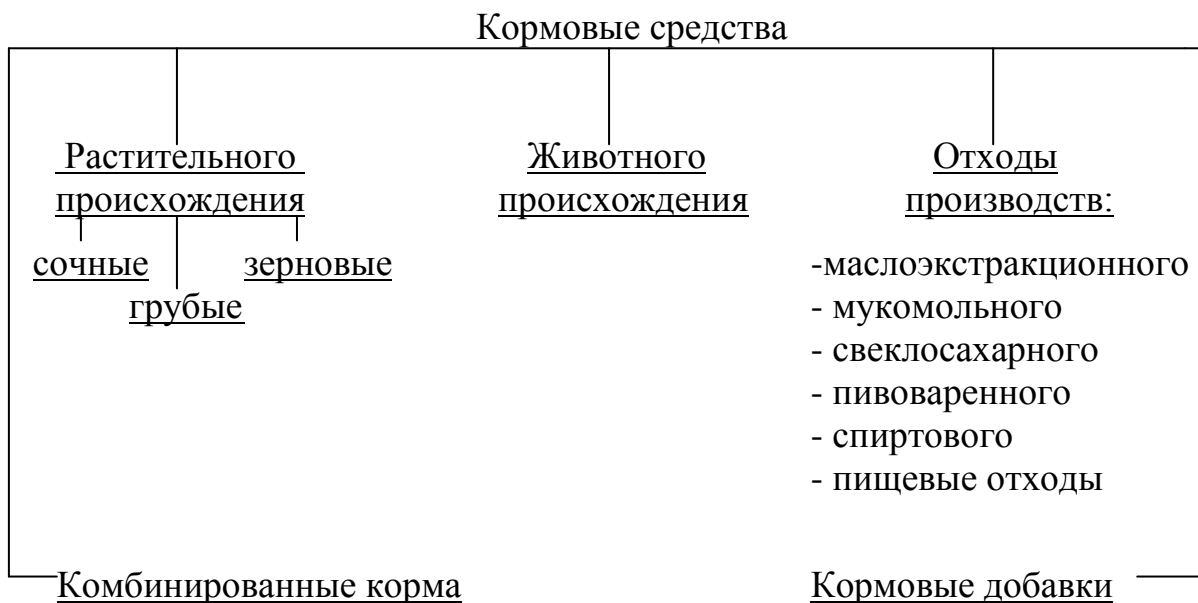 Кормовые средства
Растительного
происхождения
сочные
зерновые
грубые
Животного
происхождения
Отходы
производств:
-маслоэкстракционного
- мукомольного
- свеклосахарного
- пивоваренного
- спиртового
- пищевые отходы
Комбинированные корма
Кормовые добавки